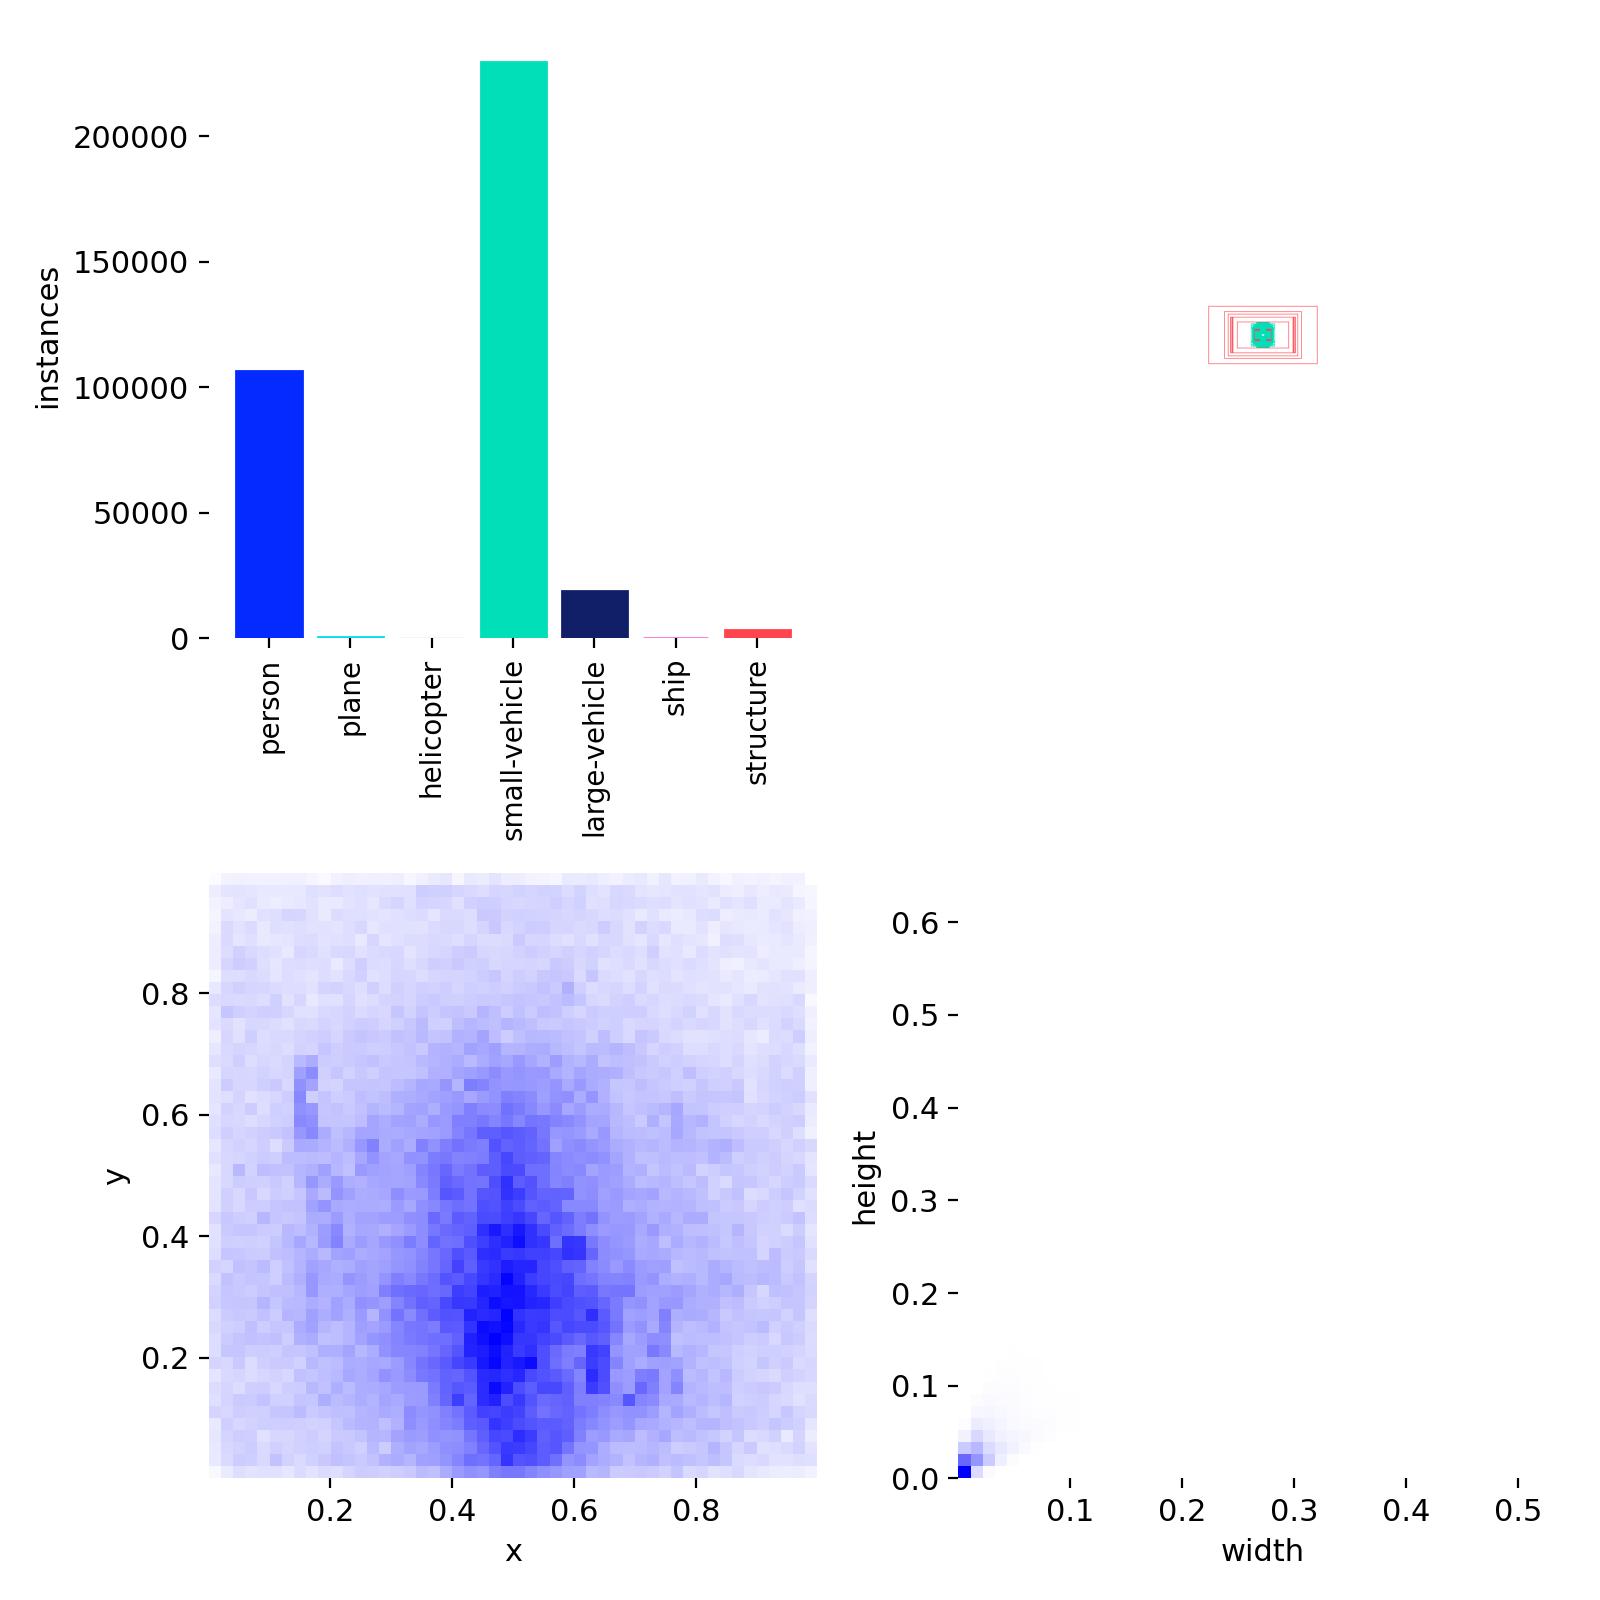 instances
200000
150000
100000
50000
0
person
plane
helicopter
small-vehicle
large-vehicle
ship
structure
y
0.8
0.6
0.4
0.2
0.2 0.4 0.6 0.8
x
height
0.6
0.5
0.4
0.3
0.2
0.1
0.0
0.1 0.2 0.3 0.4 0.5
width